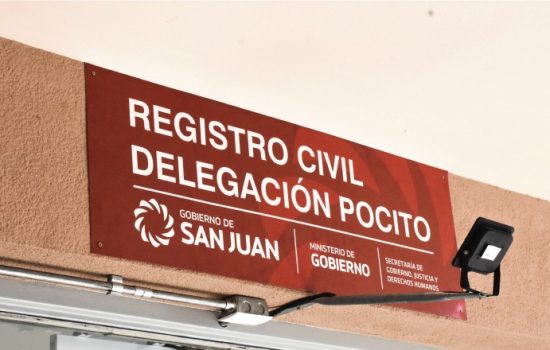 REGISTRO CIVIL
DELEGACIÓN POCITO
GOBIERNO DE
SAN JUAN
MINISTERIO DE
GOBIERNO
SECRETARÍA DE
GOBIERNO, JUSTICIA Y
DERECHOS HUMANOS